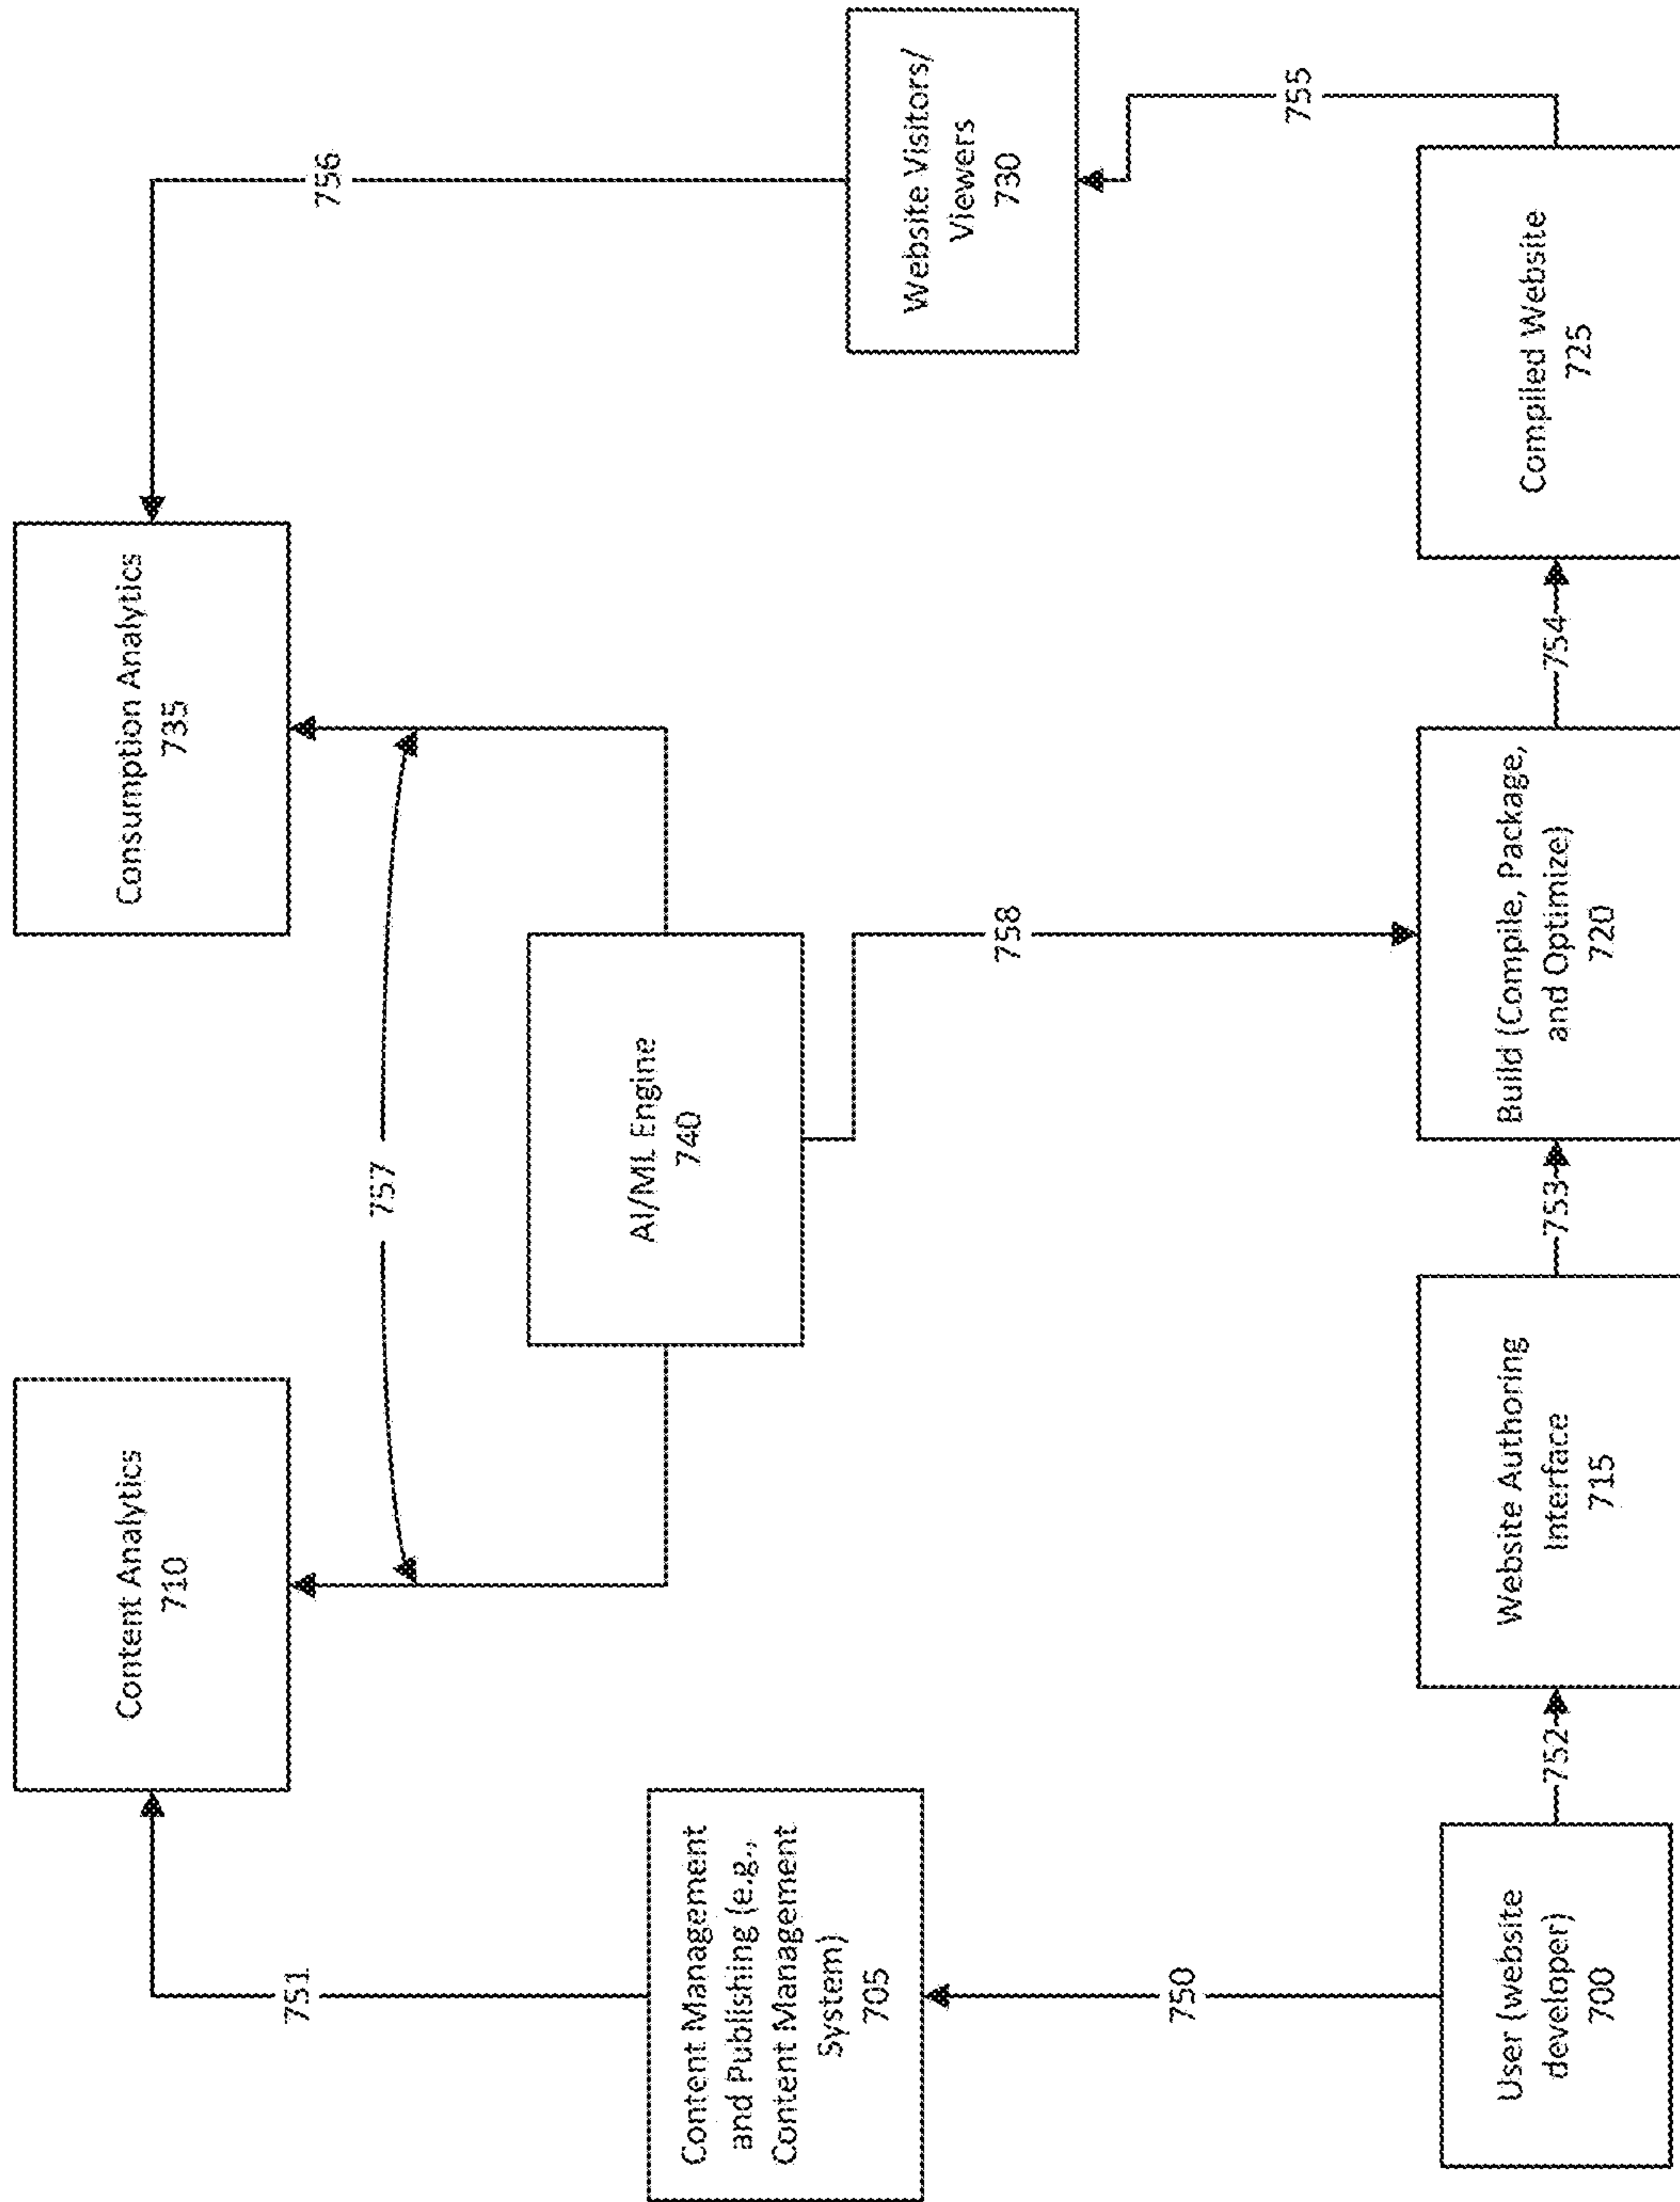 Content Analytics
710
Consumption Analytics
735
751
757
756
Content Management
and Publishing (e.g.,
Content Management
System)
705
AI/ML Engine
740
Website Visitors/
Viewers
730
750
758
755
User (website
developer)
700
752
Website Authoring
Interface
715
753
Build (Compile, Package,
and Optimize)
720
754
Compiled Website
725